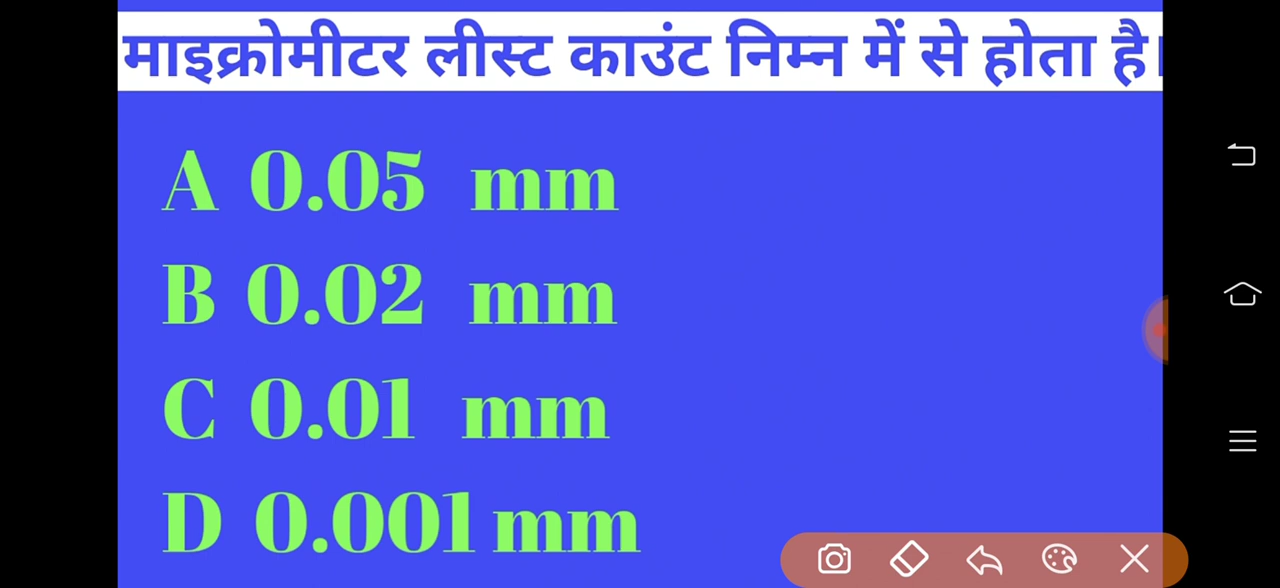 माइक्रोमीटर लीस्ट काउंट निम्न में से होता है।
A 0.05 mm
B 0.02 mm
C 0.01 mm
D 0.001 mm